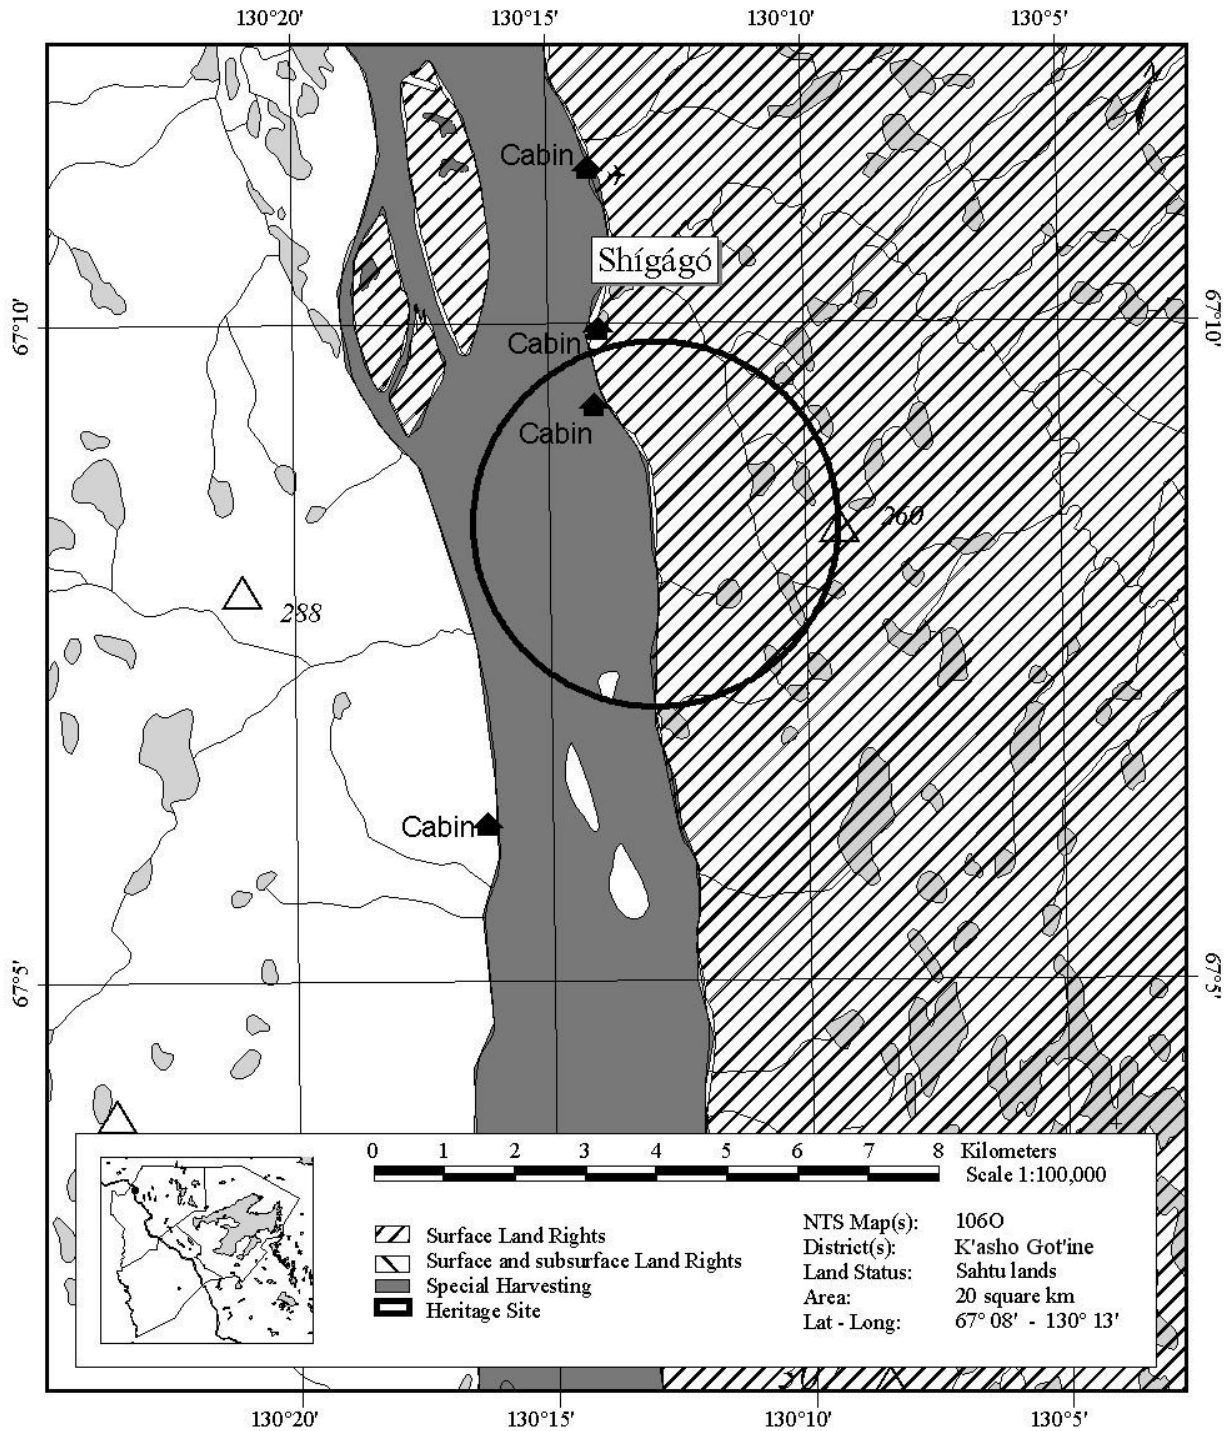 130°20' 130°15' 130°10' 130°5'
Cabin
Shígágó
67°10' 67°10'
Cabin
Cabin
260
288
Cabin
67°5' 67°5'
0 1 2 3 4 5 6 7 8 Kilometers
Scale 1:100,000
Surface Land Rights
Surface and subsurface Land Rights
Special Harvesting
Heritage Site
NTS Map(s): 106O
District(s): K'asho Got'ine
Land Status: Sahtu lands
Area: 20 square km
Lat - Long: 67° 08' - 130° 13'
130°20' 130°15' 130°10' 130°5'